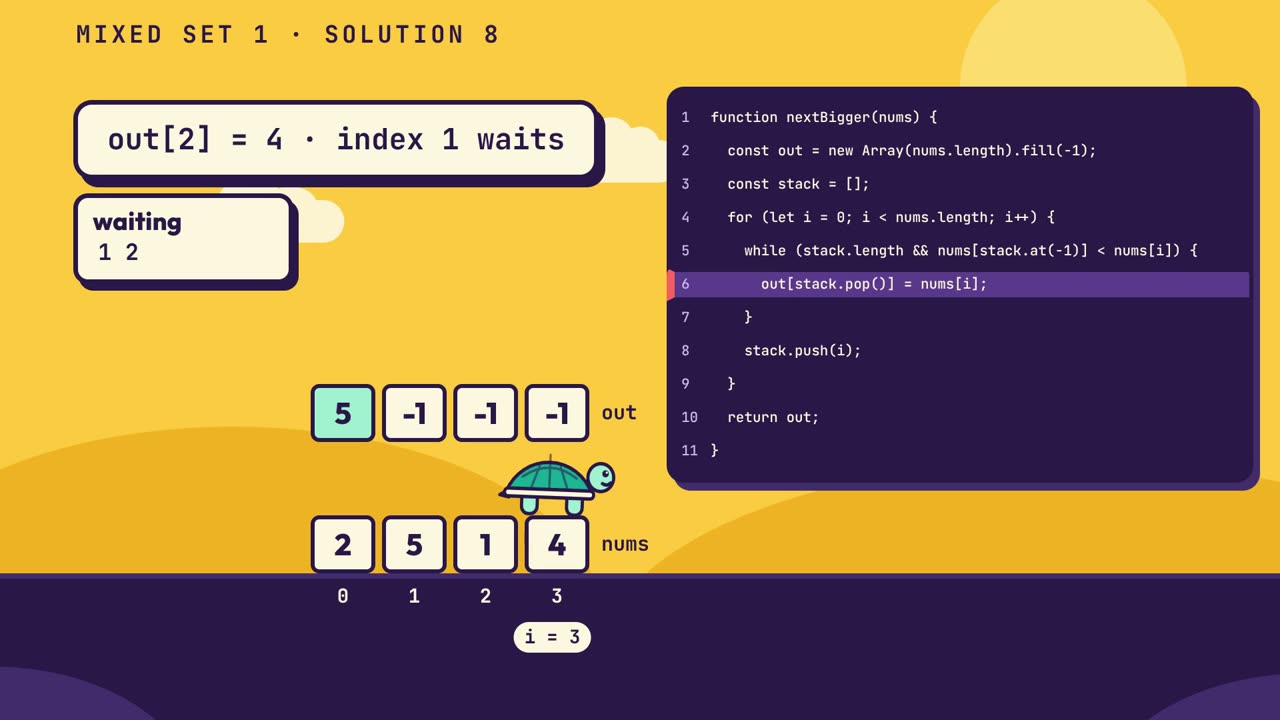 MIXED SET 1 · SOLUTION 8
out[2] = 4 · index 1 waits
waiting
1 2
5 -1 -1 -1 out
2 5 1 4 nums
0 1 2 3
i = 3
1 function nextBigger(nums) {
2 const out = new Array(nums.length).fill(-1);
3 const stack = [];
4 for (let i = 0; i < nums.length; i++) {
5 while (stack.length && nums[stack.at(-1)] < nums[i]) {
6 out[stack.pop()] = nums[i];
7 }
8 stack.push(i);
9 }
10 return out;
11 }